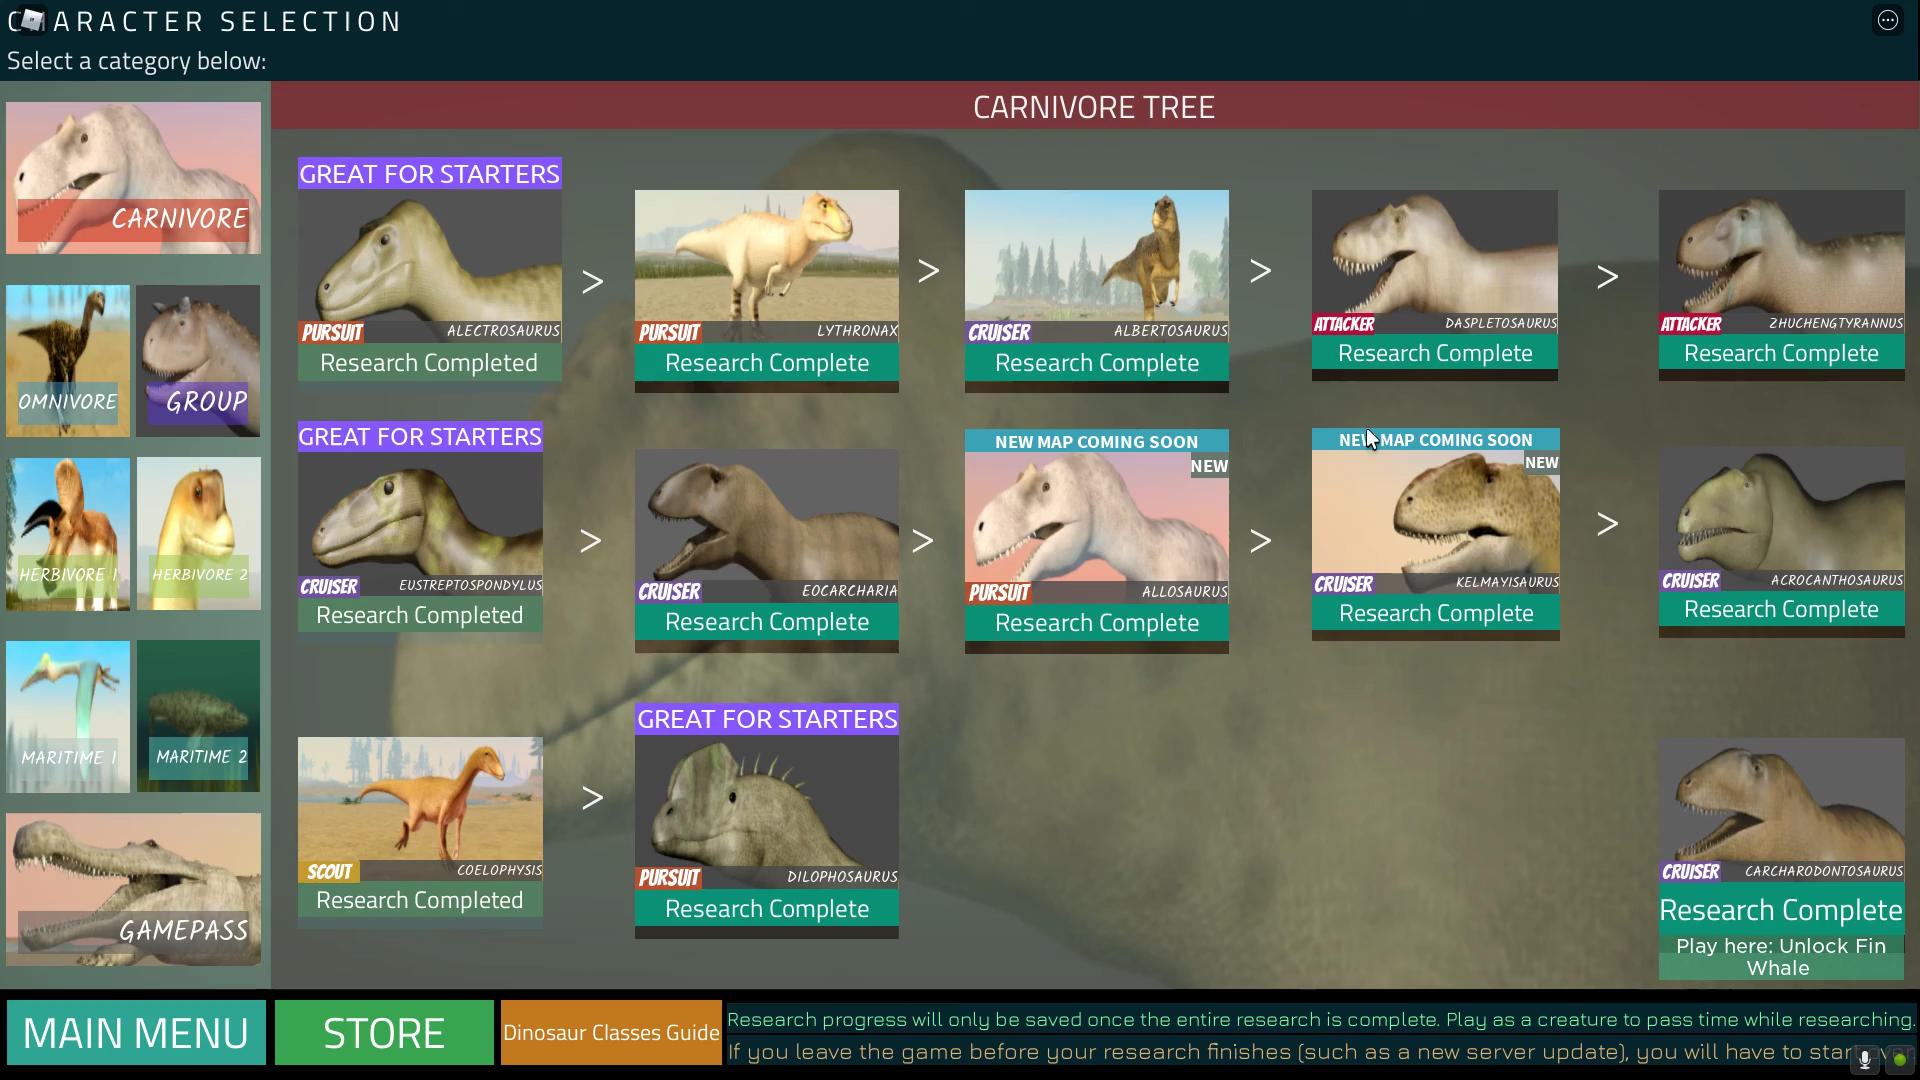 CHARACTER SELECTION
Select a category below:
CARNIVORE
OMNIVORE
GROUP
HERBIVORE 1
HERBIVORE 2
MARITIME 1
MARITIME 2
GAMEPASS
CARNIVORE TREE
GREAT FOR STARTERS
PURSUIT ALECTROSAURUS
Research Completed
>
PURSUIT LYTHRONAX
Research Complete
>
CRUISER ALBERTOSAURUS
Research Complete
>
ATTACKER DASPLETOSAURUS
Research Complete
>
ATTACKER ZHUCHENGTYRANNUS
Research Complete
GREAT FOR STARTERS
CRUISER EUSTREPTOSPONDYLUS
Research Completed
>
CRUISER EOCARCHARIA
Research Complete
>
NEW MAP COMING SOON
NEW
PURSUIT ALLOSAURUS
Research Complete
>
NEW MAP COMING SOON
NEW
CRUISER KELMAYISAURUS
Research Complete
>
CRUISER ACROCANTHOSAURUS
Research Complete
SCOUT COELOPHYSIS
Research Completed
>
GREAT FOR STARTERS
PURSUIT DILOPHOSAURUS
Research Complete
CRUISER CARCHARODONTOSAURUS
Research Complete
Play here: Unlock Fin
Whale
MAIN MENU
STORE
Dinosaur Classes Guide
Research progress will only be saved once the entire research is complete. Play as a creature to pass time while researching.
If you leave the game before your research finishes (such as a new server update), you will have to start over.